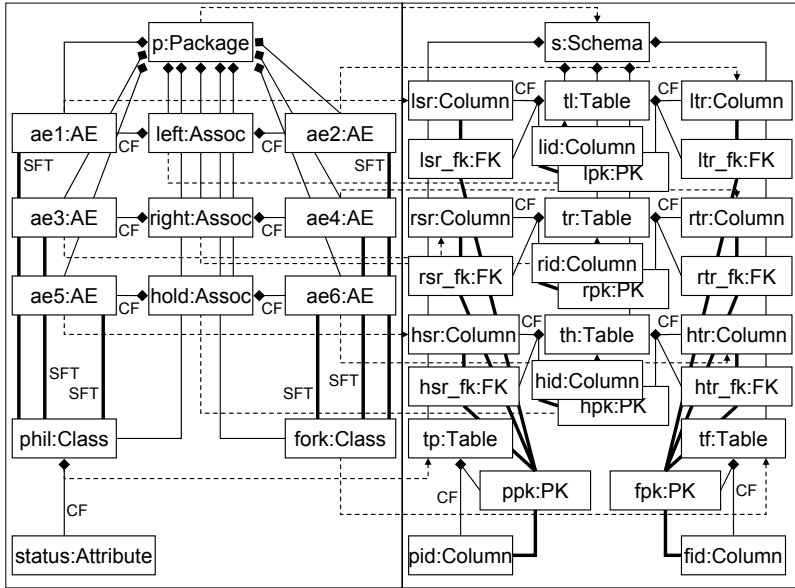 p:Package
s:Schema
lsr:Column
CF
tl:Table
CF
ltr:Column
ae1:AE
left:Assoc
ae2:AE
CF
CF
lid:Column
lsr_fk:FK
ltr_fk:FK
SFT
SFT
lpk:PK
ae3:AE
right:Assoc
ae4:AE
rsr:Column
CF
tr:Table
CF
rtr:Column
CF
CF
rid:Column
rsr_fk:FK
rtr_fk:FK
ae5:AE
hold:Assoc
ae6:AE
rpk:PK
CF
CF
hsr:Column
CF
th:Table
CF
htr:Column
SFT
SFT
SFT
SFT
hsr_fk:FK
hid:Column
htr_fk:FK
hpk:PK
phil:Class
fork:Class
tp:Table
tf:Table
CF
ppk:PK
fpk:PK
CF
CF
status:Attribute
pid:Column
fid:Column